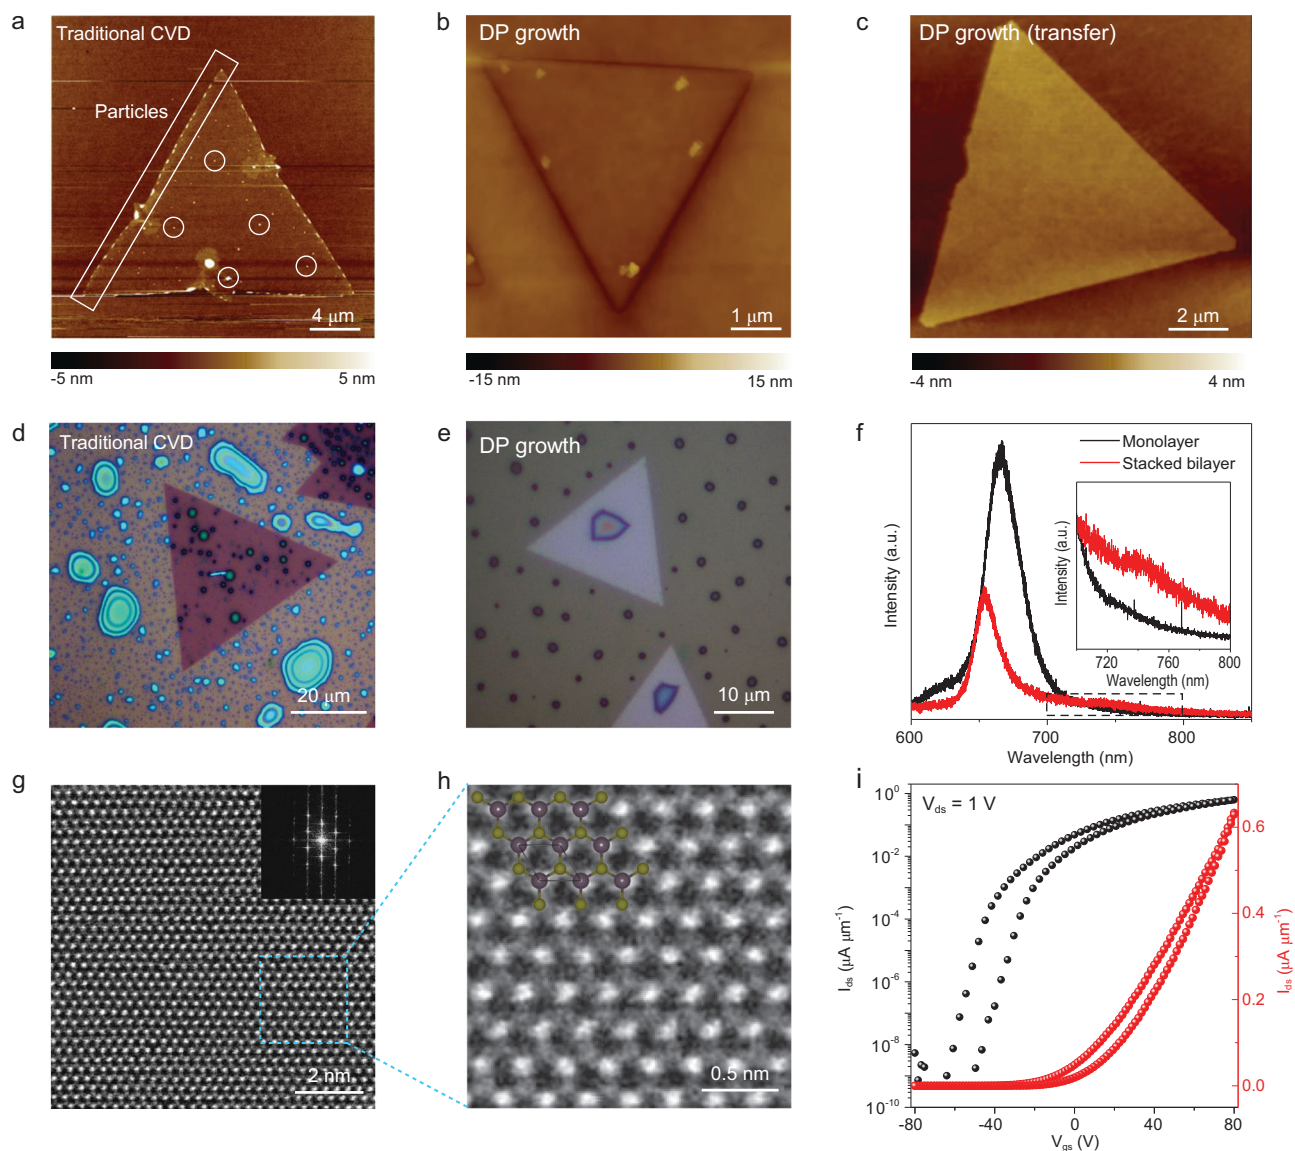 a
Traditional CVD
Particles
4 μm
-5 nm
5 nm
b
DP growth
1 μm
-15 nm
15 nm
c
DP growth (transfer)
2 μm
-4 nm
4 nm
d
Traditional CVD
20 μm
e
DP growth
10 μm
f
Monolayer
Stacked bilayer
Intensity (a.u.)
Intensity (a.u.)
720 760 800
Wavelength (nm)
600 700 800
Wavelength (nm)
g
2 nm
h
0.5 nm
i
V_ds = 1 V
10⁰
10⁻²
10⁻⁴
10⁻⁶
10⁻⁸
10⁻¹⁰
I_ds (μA μm⁻¹)
0.6
0.4
0.2
0.0
I_ds (μA μm⁻¹)
-80 -40 0 40 80
V_gs (V)